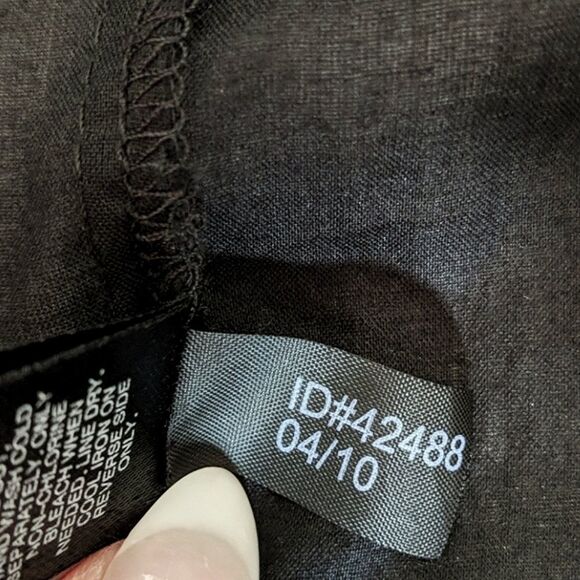 WASH COLD
SEPARATELY. ONLY
NON-CHLORINE
BLEACH WHEN
NEEDED. LINE DRY.
COOL IRON ON
REVERSE SIDE
ONLY.
ID#42488
04/10